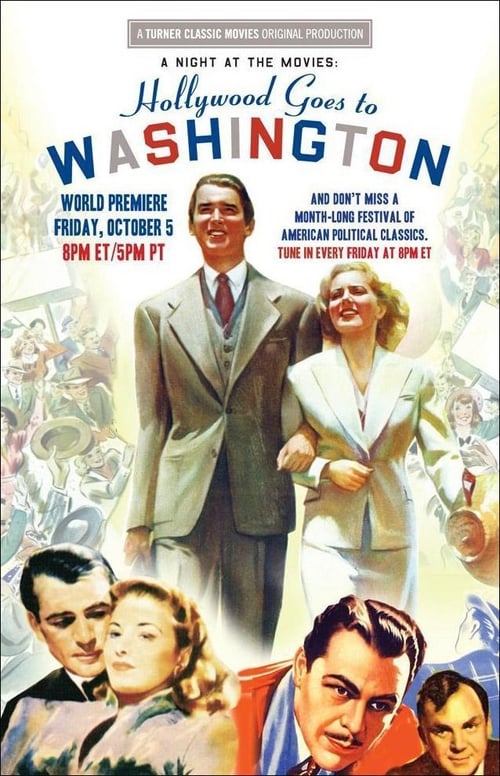 A TURNER CLASSIC MOVIES ORIGINAL PRODUCTION
A NIGHT AT THE MOVIES:
Hollywood Goes to
WASHINGTON
WORLD PREMIERE
FRIDAY, OCTOBER 5
8PM ET/5PM PT
AND DON'T MISS A
MONTH-LONG FESTIVAL OF
AMERICAN POLITICAL CLASSICS.
TUNE IN EVERY FRIDAY AT 8PM ET